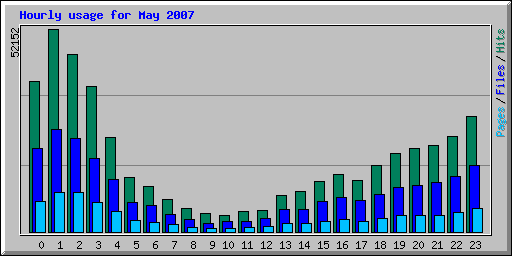 Hourly usage for May 2007
52152
Pages / Files / Hits
0 1 2 3 4 5 6 7 8 9 10 11 12 13 14 15 16 17 18 19 20 21 22 23